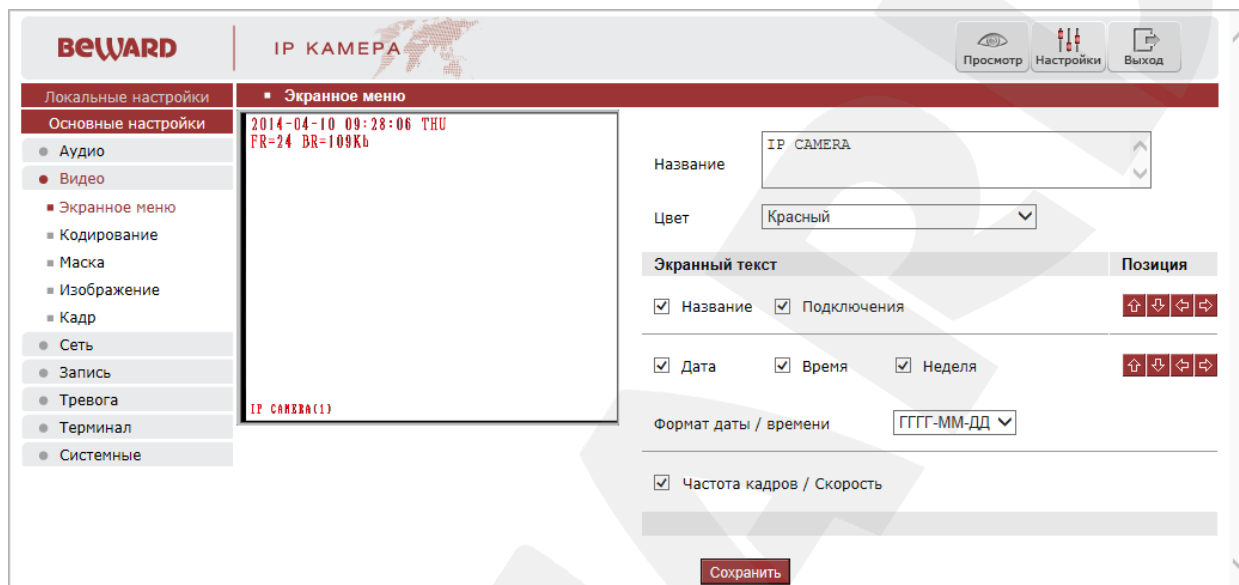 BEWARD
IP КАМЕРА
Просмотр
Настройки
Выход
Локальные настройки
Экранное меню
Основные настройки
Аудио
Видео
Экранное меню
Кодирование
Маска
Изображение
Кадр
Сеть
Запись
Тревога
Терминал
Системные
2014-04-10 09:28:06 THU
FR=24 BR=109Kb
IP CAMERA(1)
Название
IP CAMERA
Цвет
Красный
Экранный текст
Позиция
Название
Подключения
Дата
Время
Неделя
Формат даты / времени
ГГГГ-ММ-ДД
Частота кадров / Скорость
Сохранить